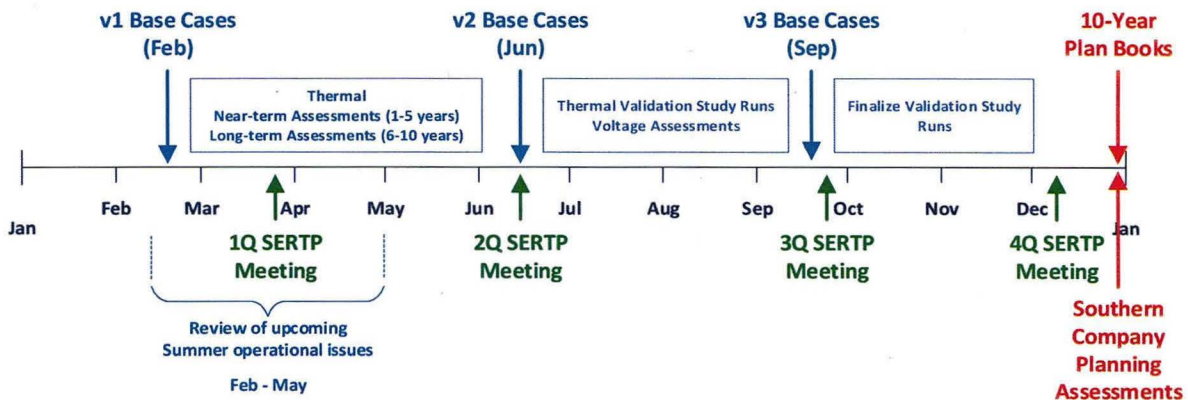 v1 Base Cases
(Feb)
v2 Base Cases
(Jun)
v3 Base Cases
(Sep)
10-Year
Plan Books
Thermal
Near-term Assessments (1-5 years)
Long-term Assessments (6-10 years)
Thermal Validation Study Runs
Voltage Assessments
Finalize Validation Study
Runs
Jan
Feb
Mar
Apr
May
Jun
Jul
Aug
Sep
Oct
Nov
Dec
Jan
1Q SERTP
Meeting
2Q SERTP
Meeting
3Q SERTP
Meeting
4Q SERTP
Meeting
Review of upcoming
Summer operational issues
Feb - May
Southern
Company
Planning
Assessments